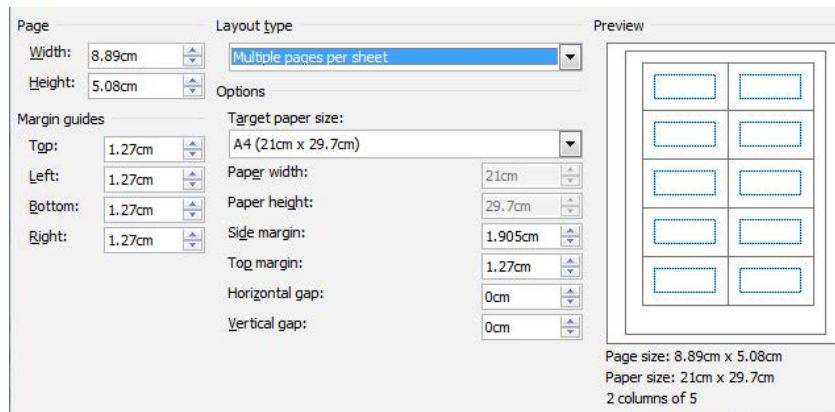 Page
Width: 8.89cm
Height: 5.08cm
Margin guides
Top: 1.27cm
Left: 1.27cm
Bottom: 1.27cm
Right: 1.27cm
Layout type
Multiple pages per sheet
Options
Target paper size:
A4 (21cm x 29.7cm)
Paper width: 21cm
Paper height: 29.7cm
Side margin: 1.905cm
Top margin: 1.27cm
Horizontal gap: 0cm
Vertical gap: 0cm
Preview
Page size: 8.89cm x 5.08cm
Paper size: 21cm x 29.7cm
2 columns of 5